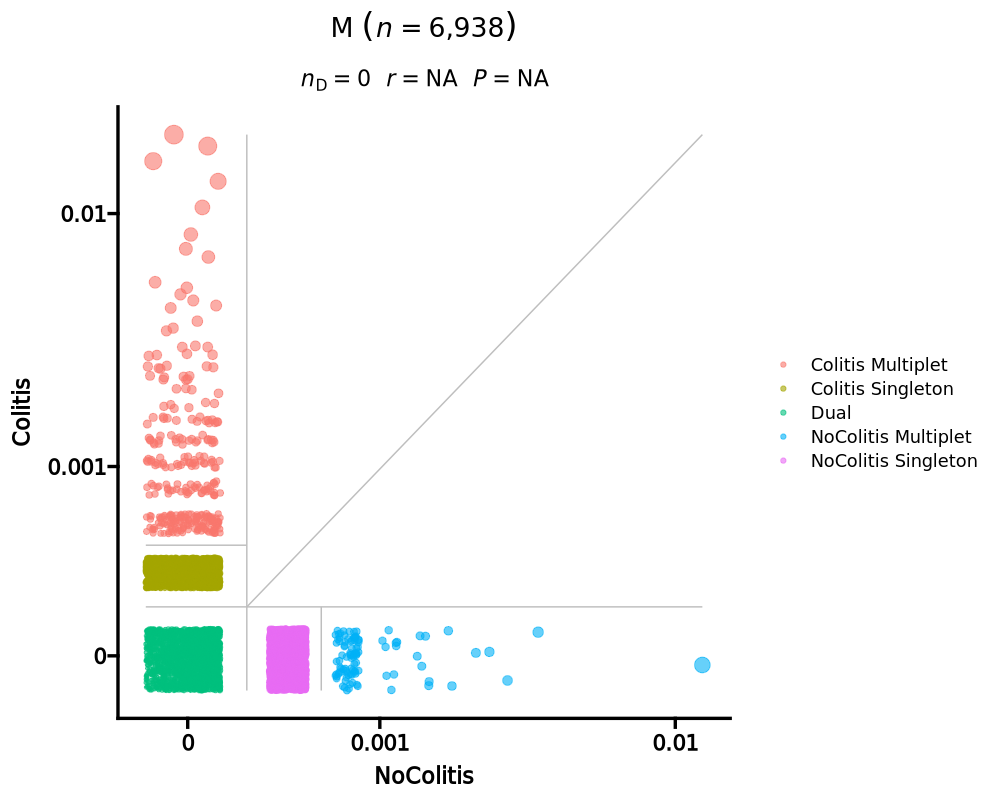 M (n = 6,938)
nD = 0 r = NA P = NA
Colitis
0.01
0.001
0
0
0.001
0.01
NoColitis
Colitis Multiplet
Colitis Singleton
Dual
NoColitis Multiplet
NoColitis Singleton